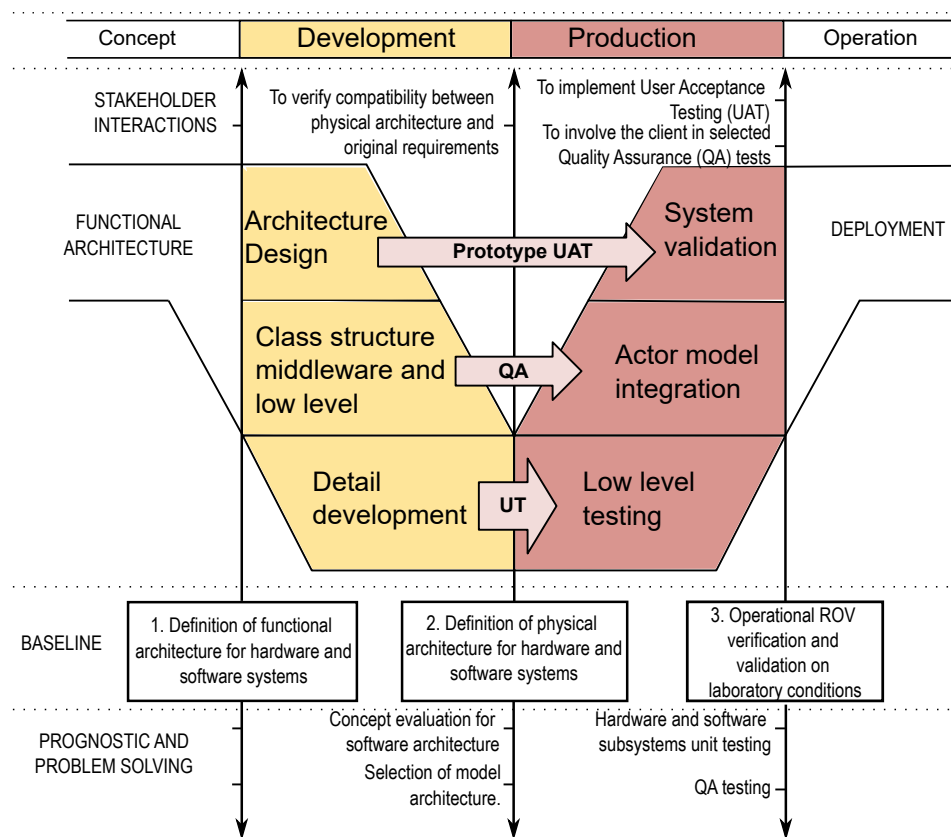 Concept
Development
Production
Operation
STAKEHOLDER
INTERACTIONS
To verify compatibility between
physical architecture and
original requirements
To implement User Acceptance
Testing (UAT)
To involve the client in selected
Quality Assurance (QA) tests
FUNCTIONAL
ARCHITECTURE
Architecture
Design
Prototype UAT
System
validation
DEPLOYMENT
Class structure
middleware and
low level
QA
Actor model
integration
Detail
development
UT
Low level
testing
BASELINE
1. Definition of functional
architecture for hardware and
software systems
2. Definition of physical
architecture for hardware and
software systems
3. Operational ROV
verification and
validation on
laboratory conditions
PROGNOSTIC AND
PROBLEM SOLVING
Concept evaluation for
software architecture
Selection of model
architecture.
Hardware and software
subsystems unit testing
QA testing